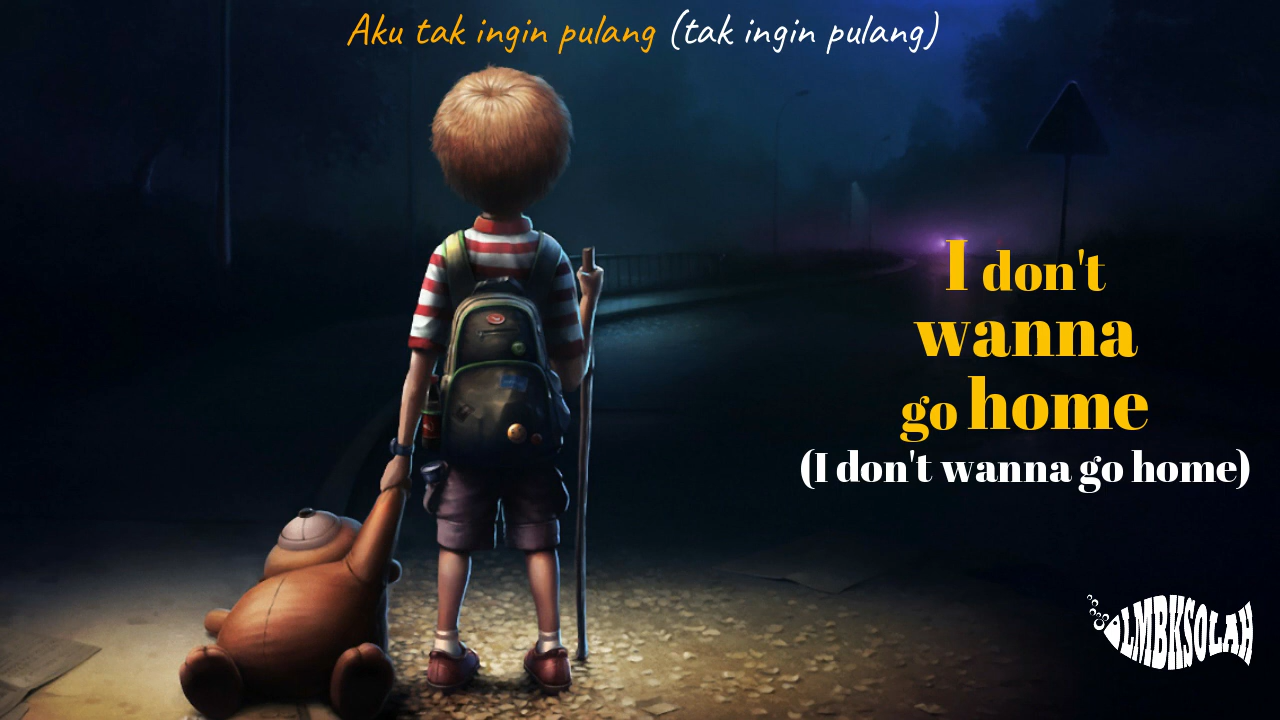 Aku tak ingin pulang (tak ingin pulang)
I don't
wanna
go home
(I don't wanna go home)
LMBKSOLAH